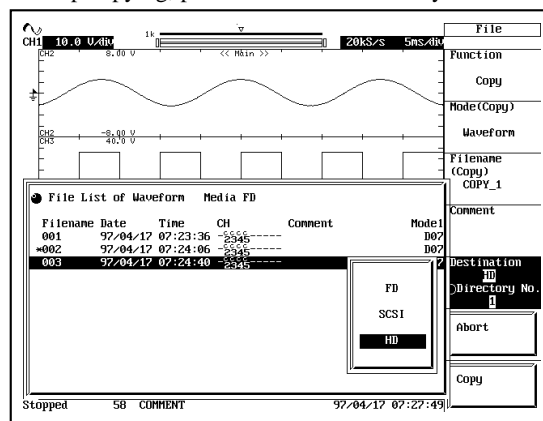 File
CH1 10.0 V/div
1k
20kS/s 5ms/div
CH2 8.00 V
<< Main >>
Function
Copy
Mode(Copy)
Waveform
CH2 -8.00 V
CH3 40.0 V
Filename
(Copy)
COPY_1
File List of Waveform Media FD
Comment
Filename Date Time CH Comment Model
001 97/04/17 07:23:36 -2345---- D07
*002 97/04/17 07:24:06 -2345---- D07
003 97/04/17 07:24:40 -2345---- 7
FD
SCSI
HD
Destination
HD
Directory No.
1
Abort
Copy
Stopped 58 COMMENT 97/04/17 07:27:49